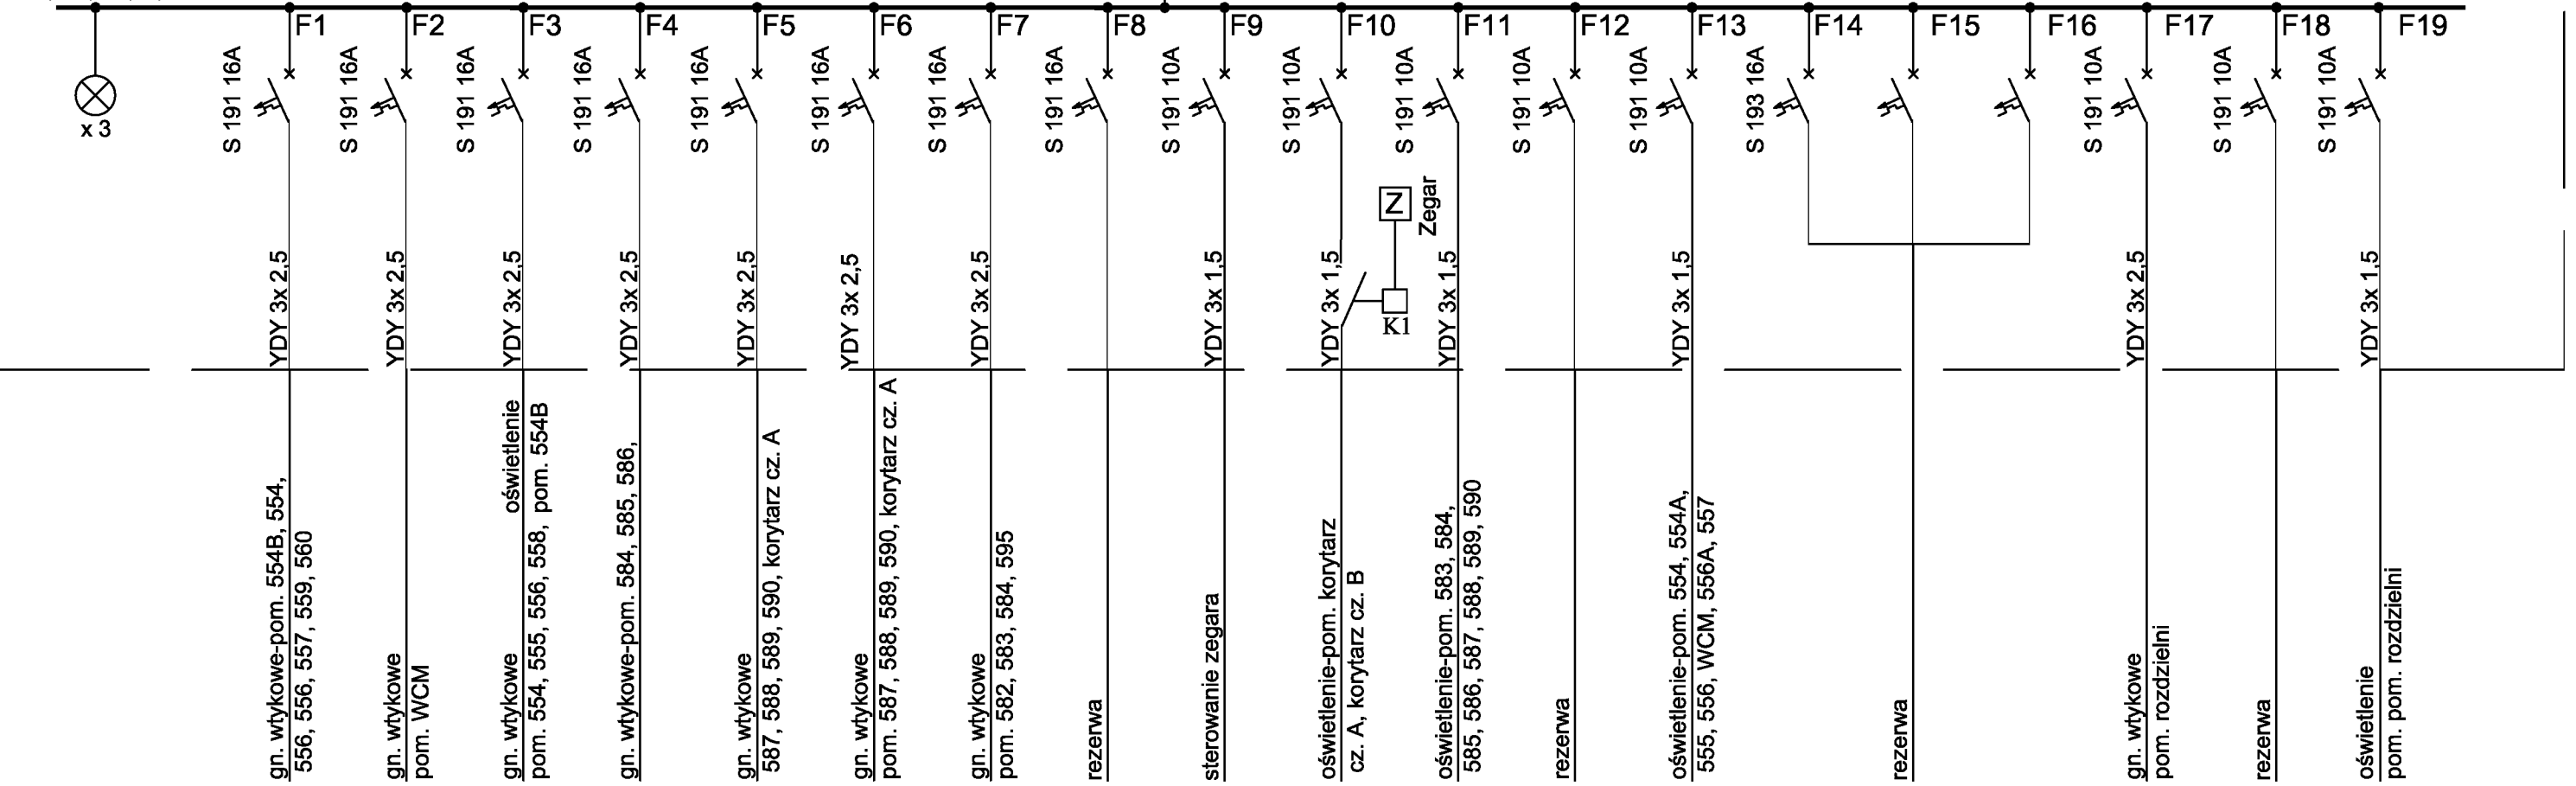 F1
F2
F3
F4
F5
F6
F7
F8
F9
F10
F11
F12
F13
F14
F15
F16
F17
F18
F19
x 3
S 191 16A
S 191 16A
S 191 16A
S 191 16A
S 191 16A
S 191 16A
S 191 16A
S 191 16A
S 191 10A
S 191 10A
S 191 10A
S 191 10A
S 191 10A
S 193 16A
S 191 10A
S 191 10A
S 191 10A
Z
Zegar
K1
YDY 3x 2,5
YDY 3x 2,5
YDY 3x 2,5
YDY 3x 2,5
YDY 3x 2,5
YDY 3x 2,5
YDY 3x 2,5
YDY 3x 1,5
YDY 3x 1,5
YDY 3x 1,5
YDY 3x 1,5
YDY 3x 2,5
YDY 3x 1,5
gn. wtykowe-pom. 554B, 554,
556, 556, 557, 559, 560
gn. wtykowe
pom. WCM
gn. wtykowe
pom. 554, 555, 556, 558,
oświetlenie
pom. 554B
gn. wtykowe-pom. 584, 585, 586,
gn. wtykowe
587, 588, 589, 590, korytarz cz. A
gn. wtykowe
pom. 587, 588, 589, 590, korytarz cz. A
gn. wtykowe
pom. 582, 583, 584, 595
rezerwa
sterowanie zegara
oświetlenie-pom. korytarz
cz. A, korytarz cz. B
oświetlenie-pom. 583, 584,
585, 586, 587, 588, 589, 590
rezerwa
oświetlenie-pom. 554, 554A,
555, 556, WCM, 556A, 557
rezerwa
gn. wtykowe
pom. rozdzielni
rezerwa
oświetlenie
pom. pom. rozdzielni